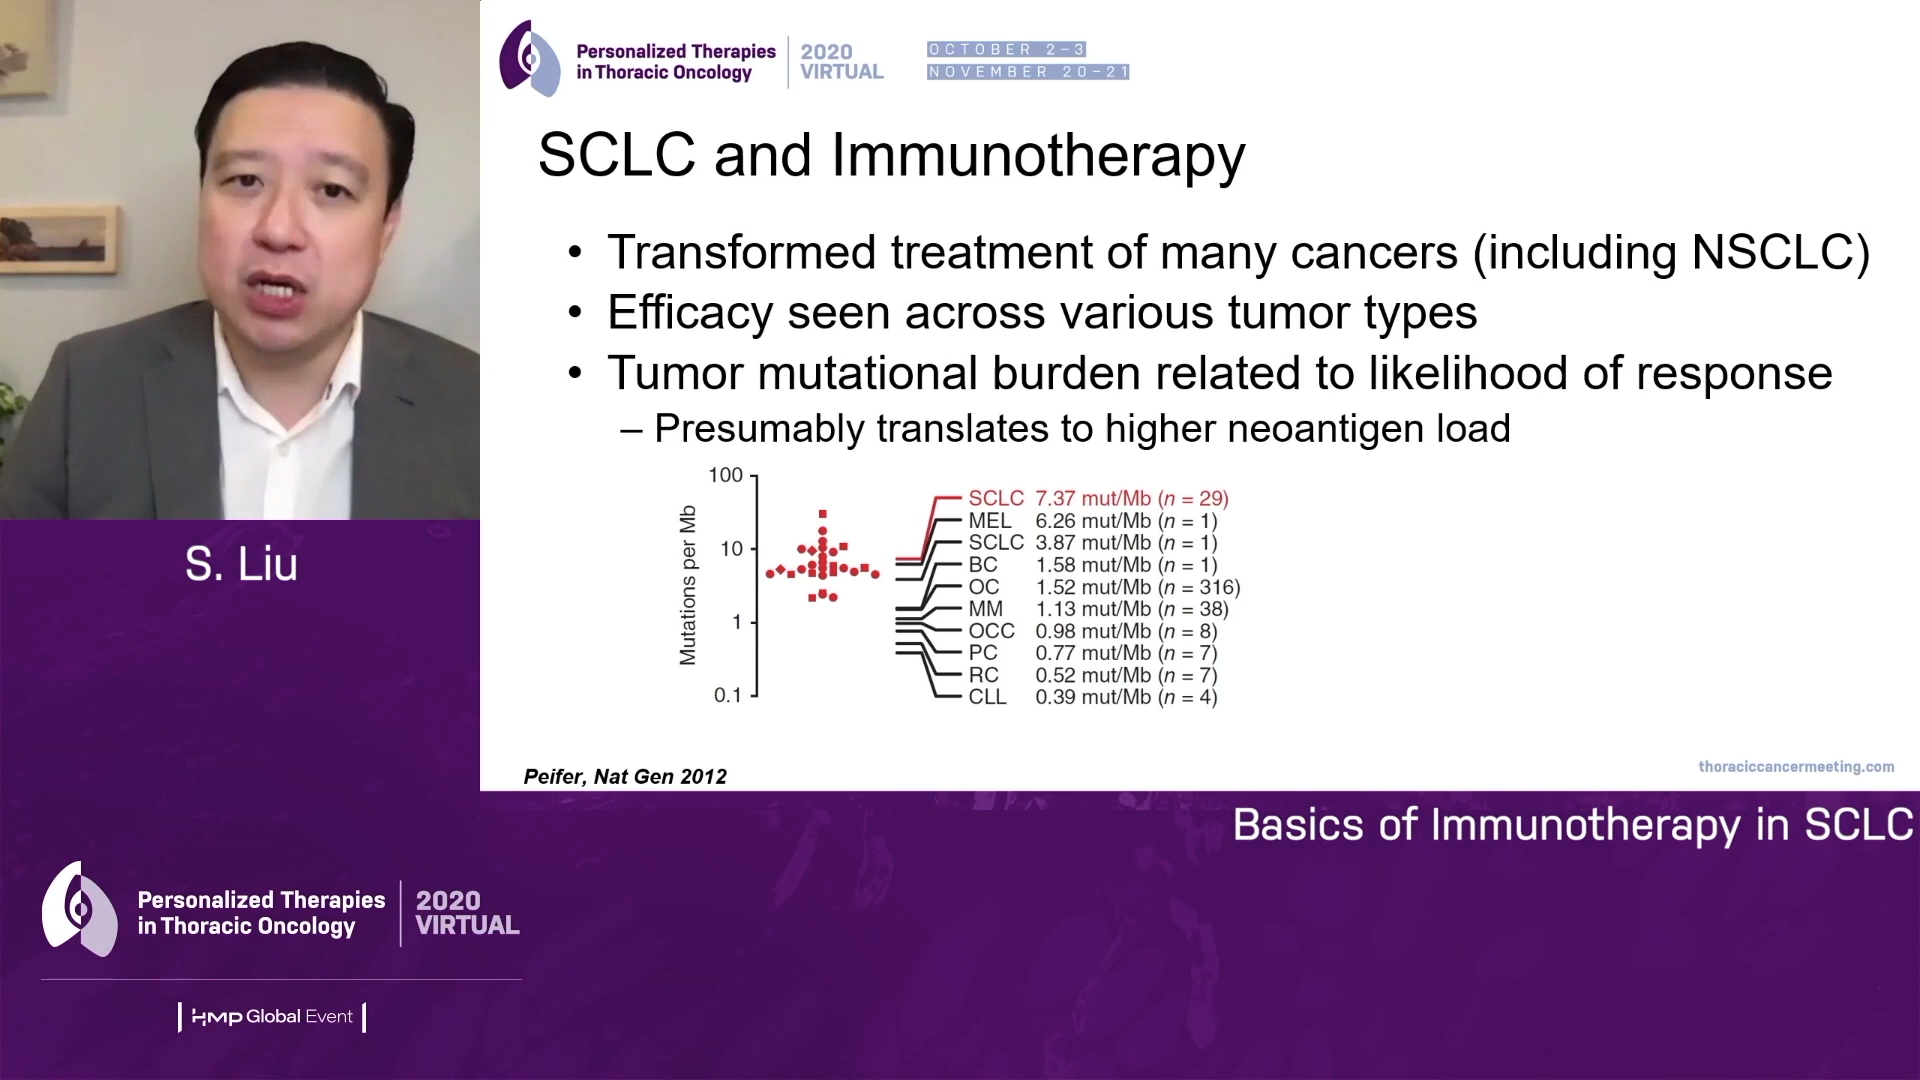 Personalized Therapies
in Thoracic Oncology
2020
VIRTUAL
OCTOBER 2–3
NOVEMBER 20–21
SCLC and Immunotherapy
• Transformed treatment of many cancers (including NSCLC)
• Efficacy seen across various tumor types
• Tumor mutational burden related to likelihood of response
– Presumably translates to higher neoantigen load
Mutations per Mb
100
10
1
0.1
SCLC 7.37 mut/Mb (n = 29)
MEL 6.26 mut/Mb (n = 1)
SCLC 3.87 mut/Mb (n = 1)
BC 1.58 mut/Mb (n = 1)
OC 1.52 mut/Mb (n = 316)
MM 1.13 mut/Mb (n = 38)
OCC 0.98 mut/Mb (n = 8)
PC 0.77 mut/Mb (n = 7)
RC 0.52 mut/Mb (n = 7)
CLL 0.39 mut/Mb (n = 4)
Peifer, Nat Gen 2012
thoraciccancermeeting.com
S. Liu
Basics of Immunotherapy in SCLC
Personalized Therapies
in Thoracic Oncology
2020
VIRTUAL
HMP Global Event